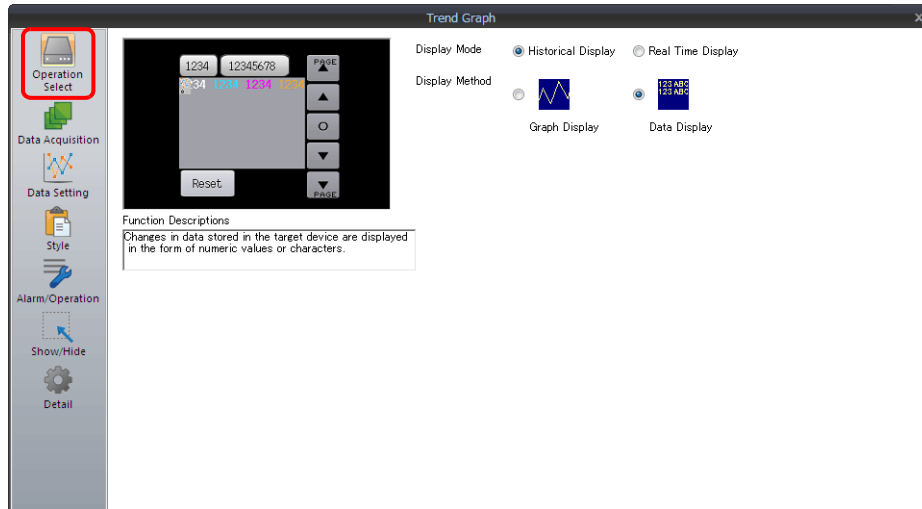 Trend Graph
x
Operation
Select
Data Acquisition
Data Setting
Style
Alarm/Operation
Show/Hide
Detail
1234 12345678
1234 1234 1234
PAGE
Reset
PAGE
Function Descriptions
Changes in data stored in the target device are displayed
in the form of numeric values or characters.
Display Mode Historical Display Real Time Display
Display Method
123 ABC
123 ABC
Graph Display Data Display